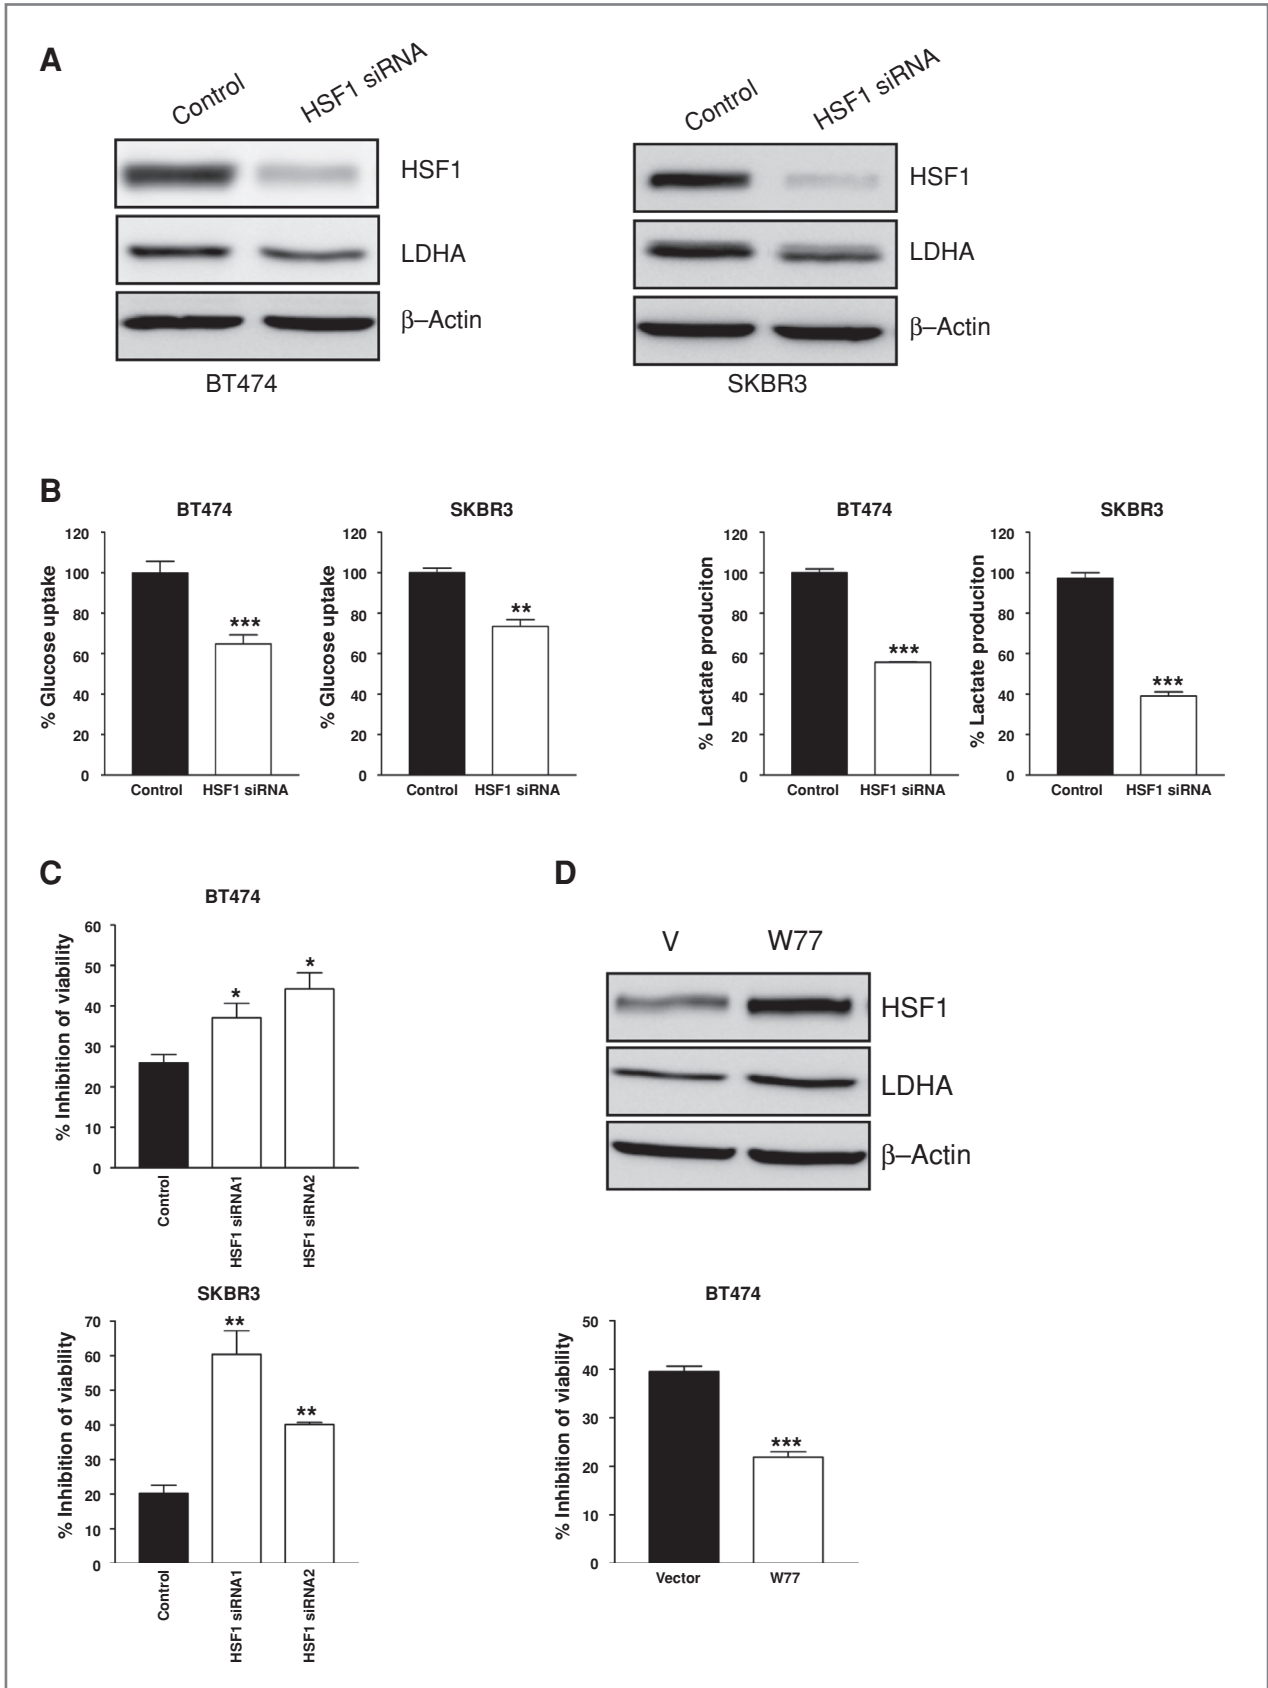 A
Control HSF1 siRNA
HSF1
LDHA
β–Actin
BT474
Control HSF1 siRNA
HSF1
LDHA
β–Actin
SKBR3
B
BT474
% Glucose uptake
120
100
80
60
40
20
0
***
Control HSF1 siRNA
SKBR3
% Glucose uptake
120
100
80
60
40
20
0
**
Control HSF1 siRNA
BT474
% Lactate produciton
120
100
80
60
40
20
0
***
Control HSF1 siRNA
SKBR3
% Lactate produciton
120
100
80
60
40
20
0
***
Control HSF1 siRNA
C
BT474
% Inhibition of viability
60
50
40
30
20
10
0
*
*
Control
HSF1 siRNA1
HSF1 siRNA2
SKBR3
% Inhibition of viability
70
60
50
40
30
20
10
0
**
**
Control
HSF1 siRNA1
HSF1 siRNA2
D
V W77
HSF1
LDHA
β–Actin
BT474
% Inhibition of viability
50
40
30
20
10
0
***
Vector W77